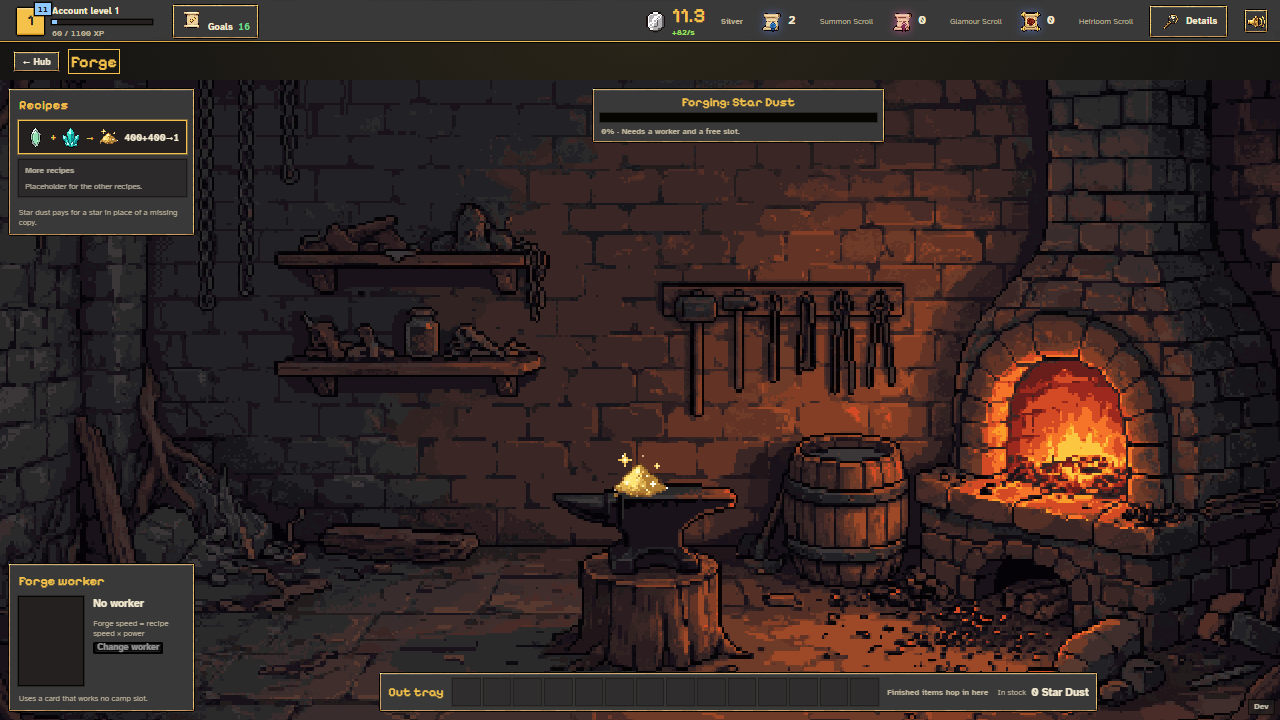 1
11
Account level 1
60 / 1100 XP
Goals 16
11.3
+82/s
Silver
2
Summon Scroll
0
Glamour Scroll
0
Heirloom Scroll
Details
← Hub
Forge
Recipes
+ → 400+400→1
More recipes
Placeholder for the other recipes.
Star dust pays for a star in place of a missing
copy.
Forging: Star Dust
0% - Needs a worker and a free slot.
Forge worker
No worker
Forge speed = recipe
speed × power
Change worker
Uses a card that works no camp slot.
Out tray
Finished items hop in here
In stock
0 Star Dust
Dev